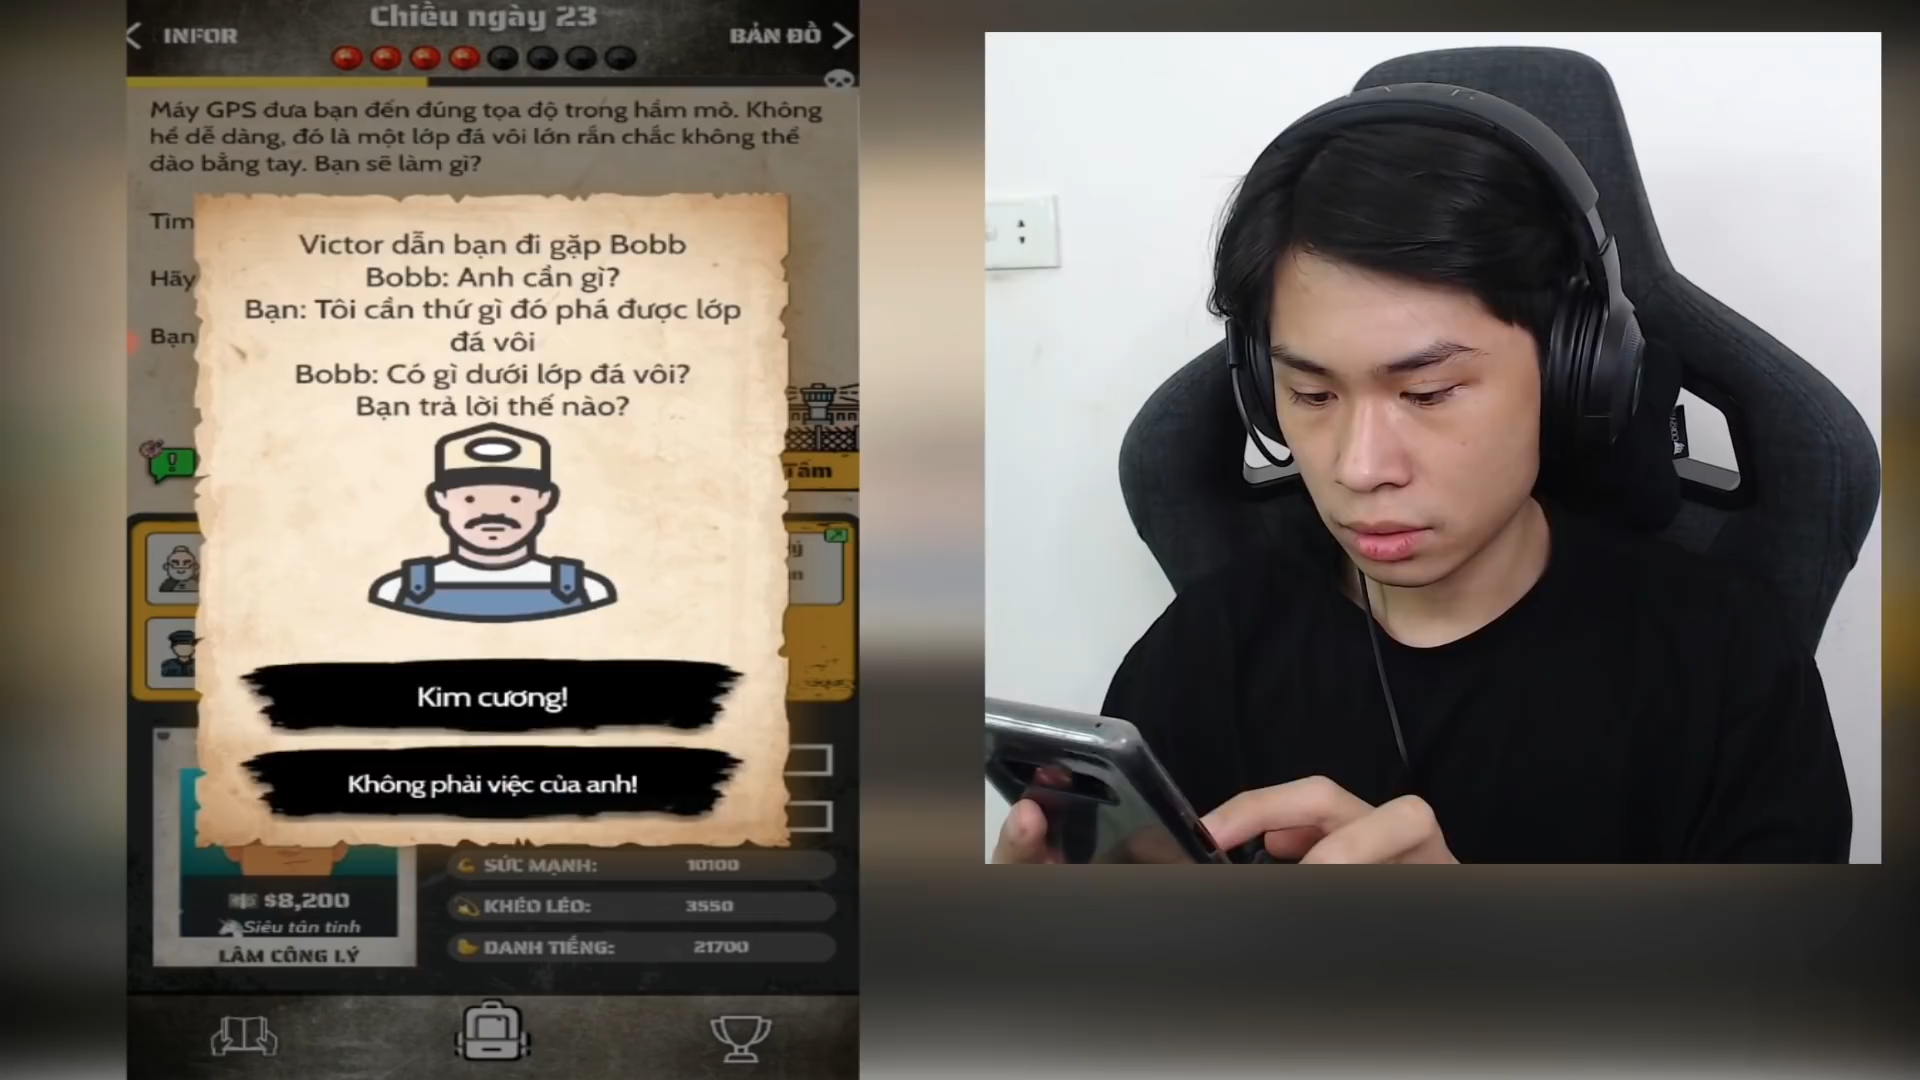 Chiều ngày 23
INFOR
BẢN ĐỒ
Máy GPS đưa bạn đến đúng tọa độ trong hầm mỏ. Không
hề dễ dàng, đó là một lớp đá vôi lớn rắn chắc không thể
đào bằng tay. Bạn sẽ làm gì?
Tìm
Hãy
Bạn
Victor dẫn bạn đi gặp Bobb
Bobb: Anh cần gì?
Bạn: Tôi cần thứ gì đó phá được lớp
đá vôi
Bobb: Có gì dưới lớp đá vôi?
Bạn trả lời thế nào?
Tấm
Kim cương!
Không phải việc của anh!
$8,200
Siêu tân tinh
LÂM CÔNG LÝ
SỨC MẠNH: 10100
KHÉO LÉO: 3550
DANH TIẾNG: 21700